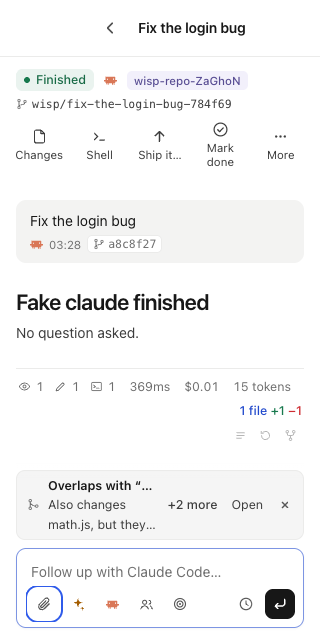 Fix the login bug
Finished
wisp-repo-ZaGhoN
wisp/fix-the-login-bug-784f69
Changes
Shell
Ship it...
Mark
done
More
Fix the login bug
03:28
a8c8f27
Fake claude finished
No question asked.
1 1 1 369ms $0.01 15 tokens
1 file +1 −1
Overlaps with “...
Also changes
math.js, but they...
+2 more
Open
×
Follow up with Claude Code...